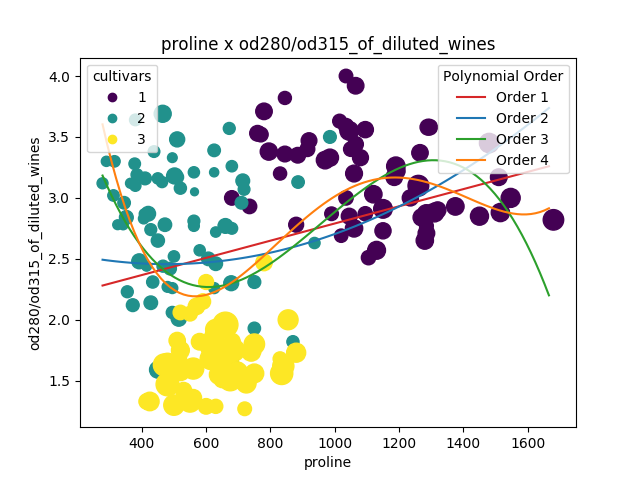 proline x od280/od315_of_diluted_wines
cultivars
1
2
3
Polynomial Order
Order 1
Order 2
Order 3
Order 4
od280/od315_of_diluted_wines
4.0
3.5
3.0
2.5
2.0
1.5
400 600 800 1000 1200 1400 1600
proline